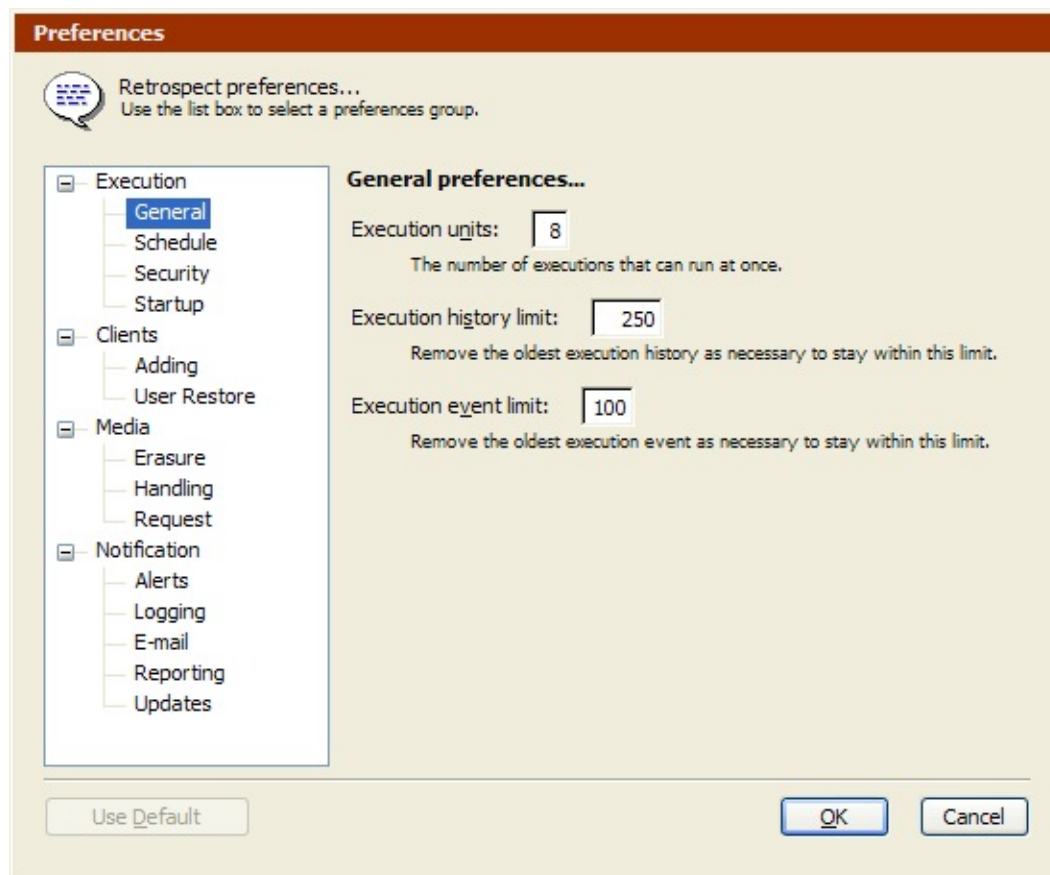 Preferences
Retrospect preferences...
Use the list box to select a preferences group.
Execution
General
Schedule
Security
Startup
Clients
Adding
User Restore
Media
Erasure
Handling
Request
Notification
Alerts
Logging
E-mail
Reporting
Updates
General preferences...
Execution units: 8
The number of executions that can run at once.
Execution history limit: 250
Remove the oldest execution history as necessary to stay within this limit.
Execution event limit: 100
Remove the oldest execution event as necessary to stay within this limit.
Use Default
OK
Cancel